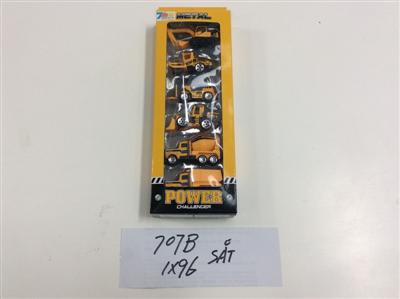 METAL
POWER
CHALLENGER
707B
1X96
SÅT